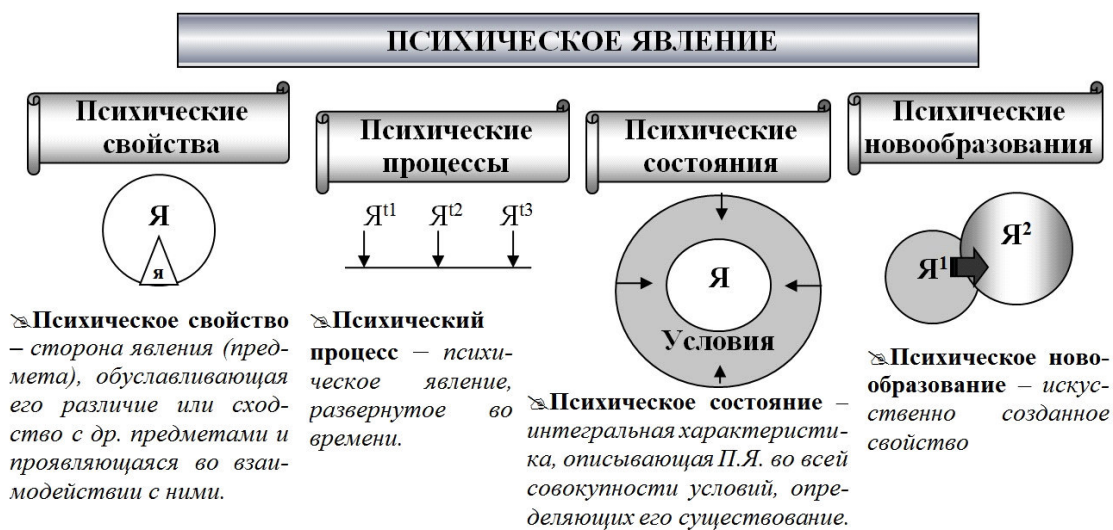 ПСИХИЧЕСКОЕ ЯВЛЕНИЕ
Психические
свойства
Я
я
Психическое свойство
– сторона явления (пред-
мета), обуславливающая
его различие или сход-
ство с др. предметами и
проявляющаяся во взаи-
модействии с ними.
Психические
процессы
Яt1 Яt2 Яt3
Психический
процесс – психи-
ческое явление,
развернутое во
времени.
Психические
состояния
Я
Условия
Психическое состояние –
интегральная характеристи-
ка, описывающая П.Я. во всей
совокупности условий, опре-
деляющих его существование.
Психические
новообразования
Я1
Я2
Психическое ново-
образование – искус-
ственно созданное
свойство